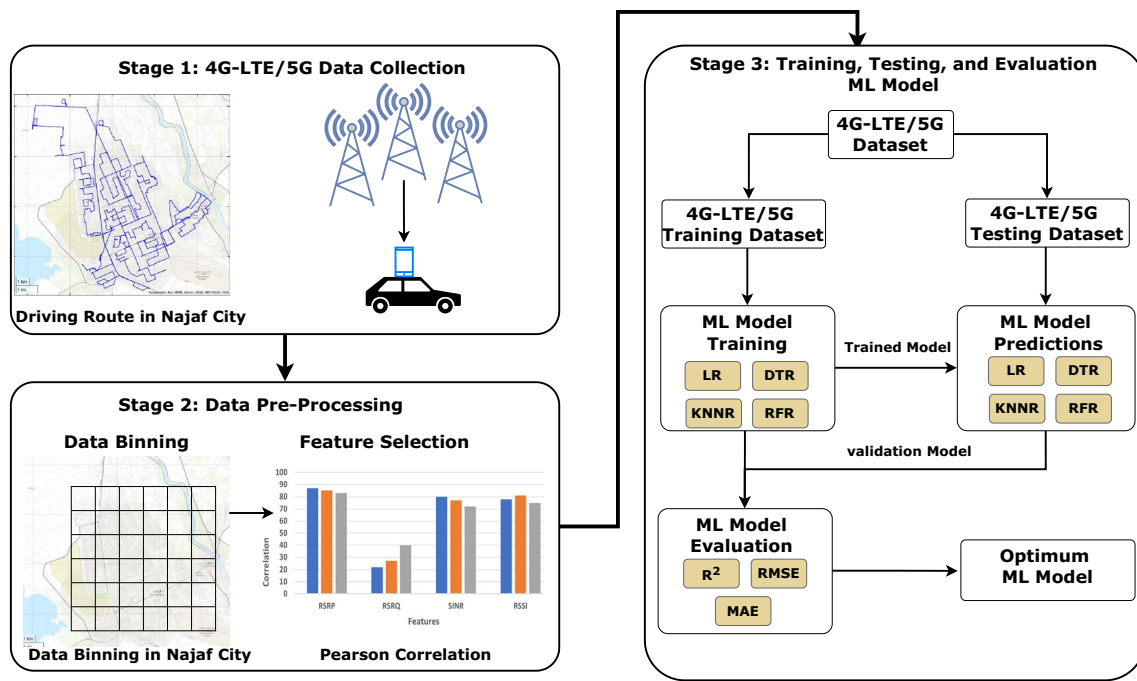 Stage 1: 4G-LTE/5G Data Collection
Driving Route in Najaf City
Stage 2: Data Pre-Processing
Data Binning
Data Binning in Najaf City
Feature Selection
100
90
80
70
60
50
40
30
20
10
0
Correlation
RSRP
RSRQ
SINR
RSSI
Features
Pearson Correlation
Stage 3: Training, Testing, and Evaluation
ML Model
4G-LTE/5G
Dataset
4G-LTE/5G
Training Dataset
4G-LTE/5G
Testing Dataset
ML Model
Training
LR
DTR
KNNR
RFR
Trained Model
ML Model
Predictions
LR
DTR
KNNR
RFR
validation Model
ML Model
Evaluation
R²
RMSE
MAE
Optimum
ML Model